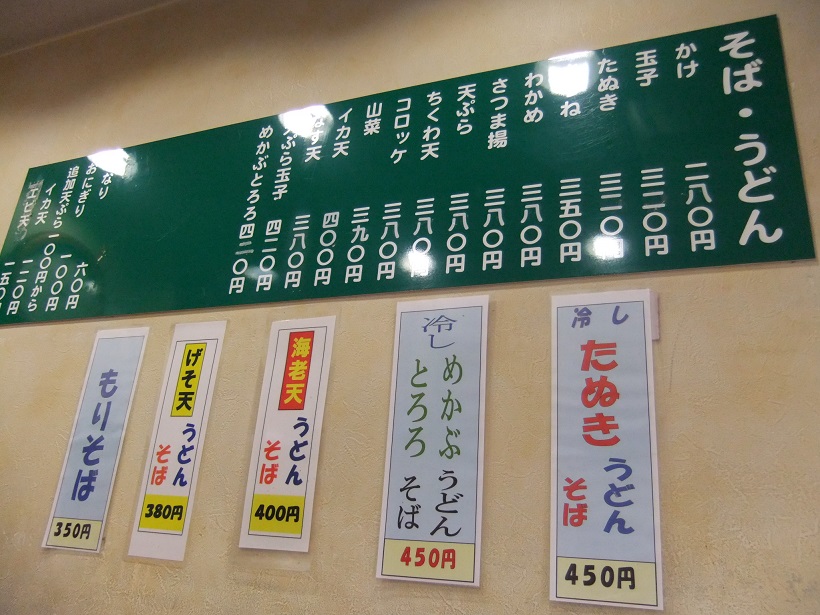 そば・うどん
かけ 二八〇円
玉子 三二〇円
たぬき 三二〇円
ね 三五〇円
わかめ 三八〇円
さつま揚 三八〇円
天ぷら 三八〇円
ちくわ天 三八〇円
コロッケ 三八〇円
山菜 三九〇円
イカ天 四〇〇円
なす天 三八〇円
天ぷら玉子 四二〇円
めかぶとろろ 四二〇円
なり 六〇円
おにぎり 一〇〇円
追加天ぷら 一〇〇円から
イカ天 一二〇円
一五〇円
冷し
たぬき
うどん
そば
450円
冷し
めかぶ
とろろ
うどん
そば
450円
海老天
うどん
そば
400円
げそ天
うどん
そば
380円
もりそば
350円